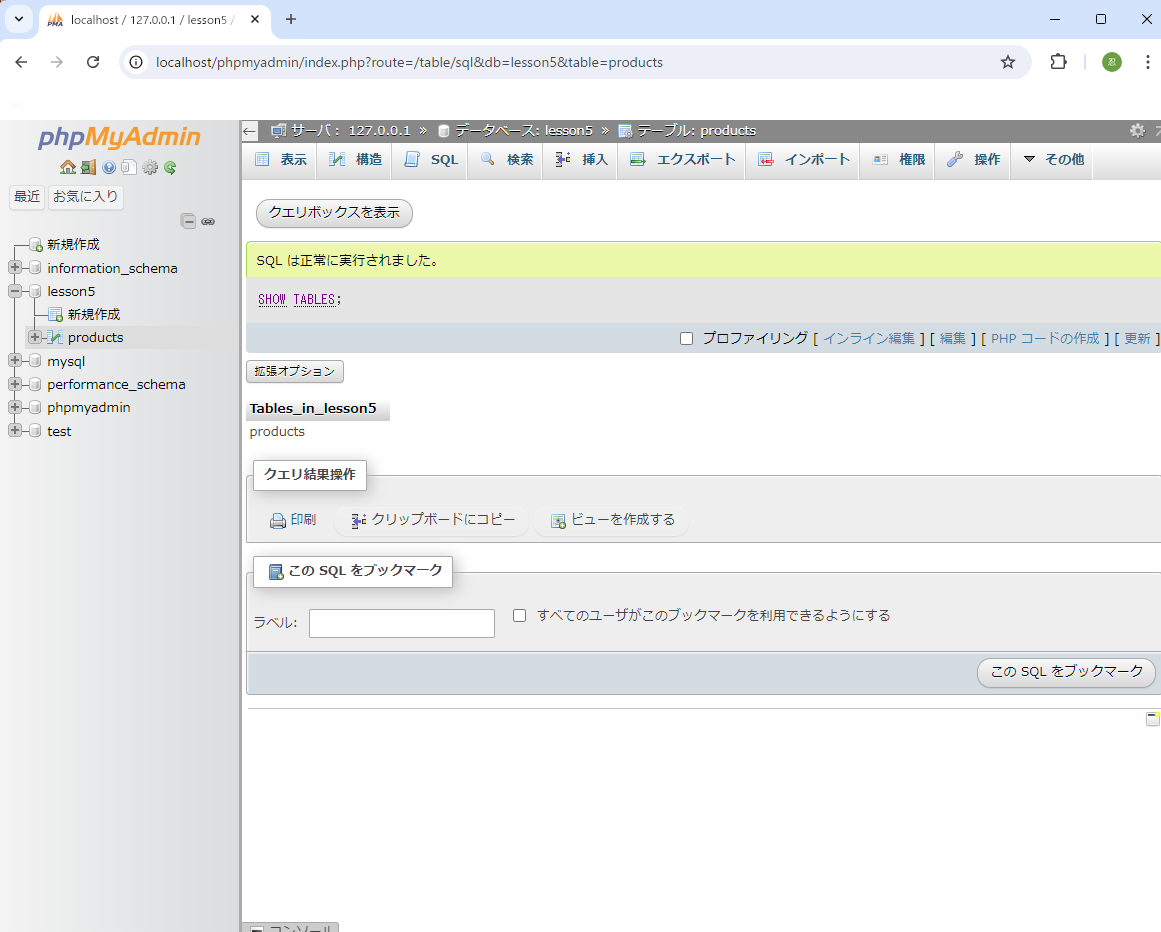 localhost / 127.0.0.1 / lesson5 /
localhost/phpmyadmin/index.php?route=/table/sql&db=lesson5&table=products
忍
phpMyAdmin
最近 お気に入り
新規作成
information_schema
lesson5
新規作成
products
mysql
performance_schema
phpmyadmin
test
サーバ: 127.0.0.1 » データベース: lesson5 » テーブル: products
表示 構造 SQL 検索 挿入 エクスポート インポート 権限 操作 その他
クエリボックスを表示
SQL は正常に実行されました。
SHOW TABLES;
プロファイリング [ インライン編集 ] [ 編集 ] [ PHP コードの作成 ] [ 更新 ]
拡張オプション
Tables_in_lesson5
products
クエリ結果操作
印刷 クリップボードにコピー ビューを作成する
この SQL をブックマーク
ラベル: すべてのユーザがこのブックマークを利用できるようにする
この SQL をブックマーク
コンソール